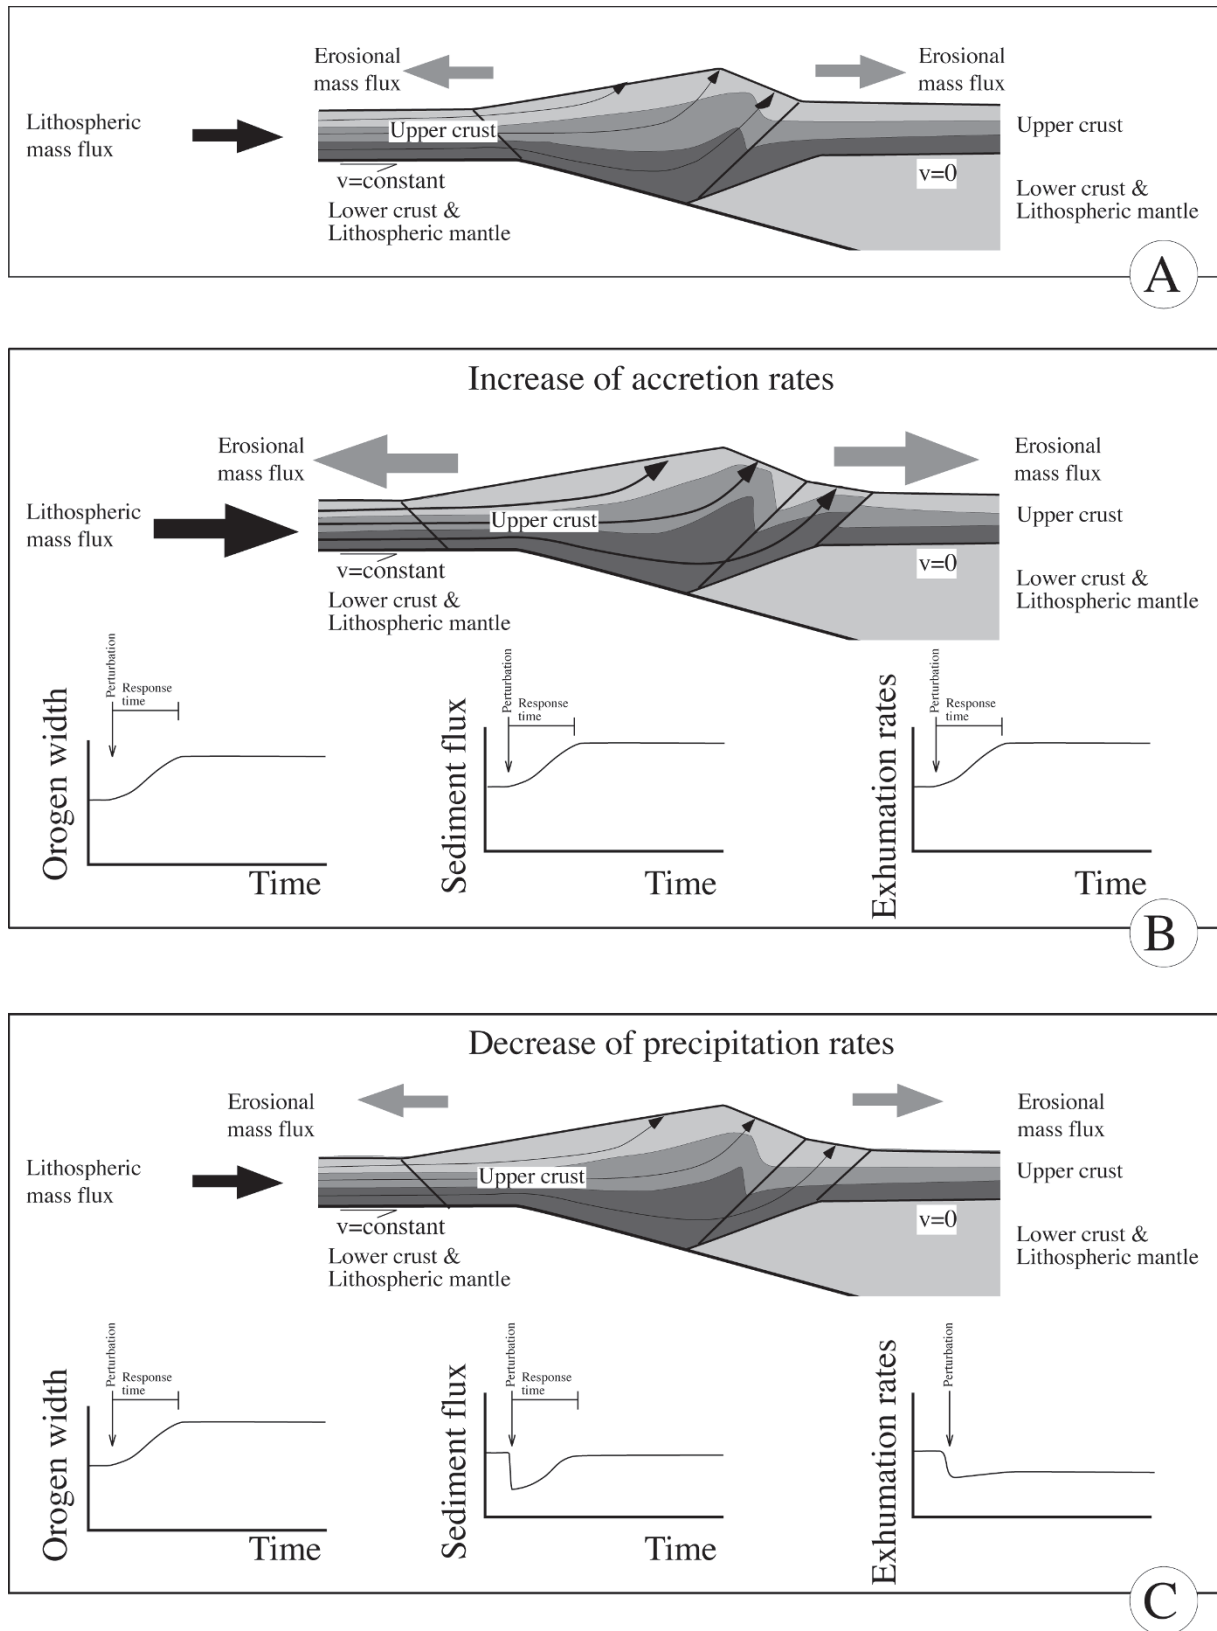 Erosional
mass flux
Erosional
mass flux
Lithospheric
mass flux
Upper crust
Upper crust
v=constant
v=0
Lower crust &
Lithospheric mantle
Lower crust &
Lithospheric mantle
A
Increase of accretion rates
Erosional
mass flux
Erosional
mass flux
Lithospheric
mass flux
Upper crust
Upper crust
v=constant
v=0
Lower crust &
Lithospheric mantle
Lower crust &
Lithospheric mantle
Orogen width
Perturbation
Response
time
Time
Sediment flux
Perturbation
Response
time
Time
Exhumation rates
Perturbation
Response
time
Time
B
Decrease of precipitation rates
Erosional
mass flux
Erosional
mass flux
Lithospheric
mass flux
Upper crust
Upper crust
v=constant
v=0
Lower crust &
Lithospheric mantle
Lower crust &
Lithospheric mantle
Orogen width
Perturbation
Response
time
Time
Sediment flux
Perturbation
Response
time
Time
Exhumation rates
Perturbation
C